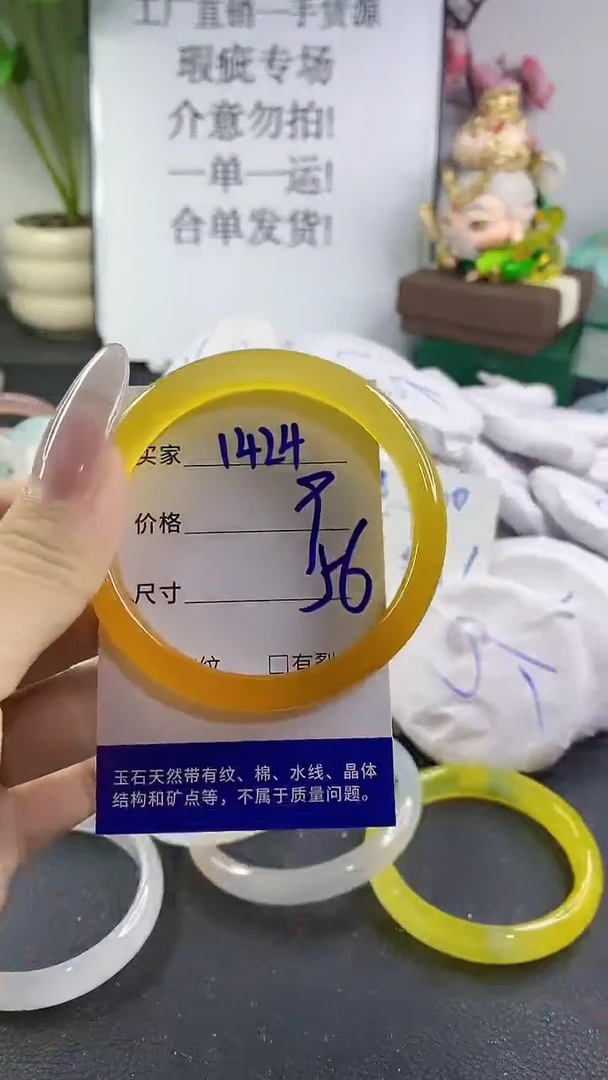 工厂直销一手货源
瑕疵专场
介意勿拍!
一单一运!
合单发货!
买家 1424
价格
尺寸 56
纹 □有裂
玉石天然带有纹、棉、水线、晶体
结构和矿点等，不属于质量问题。